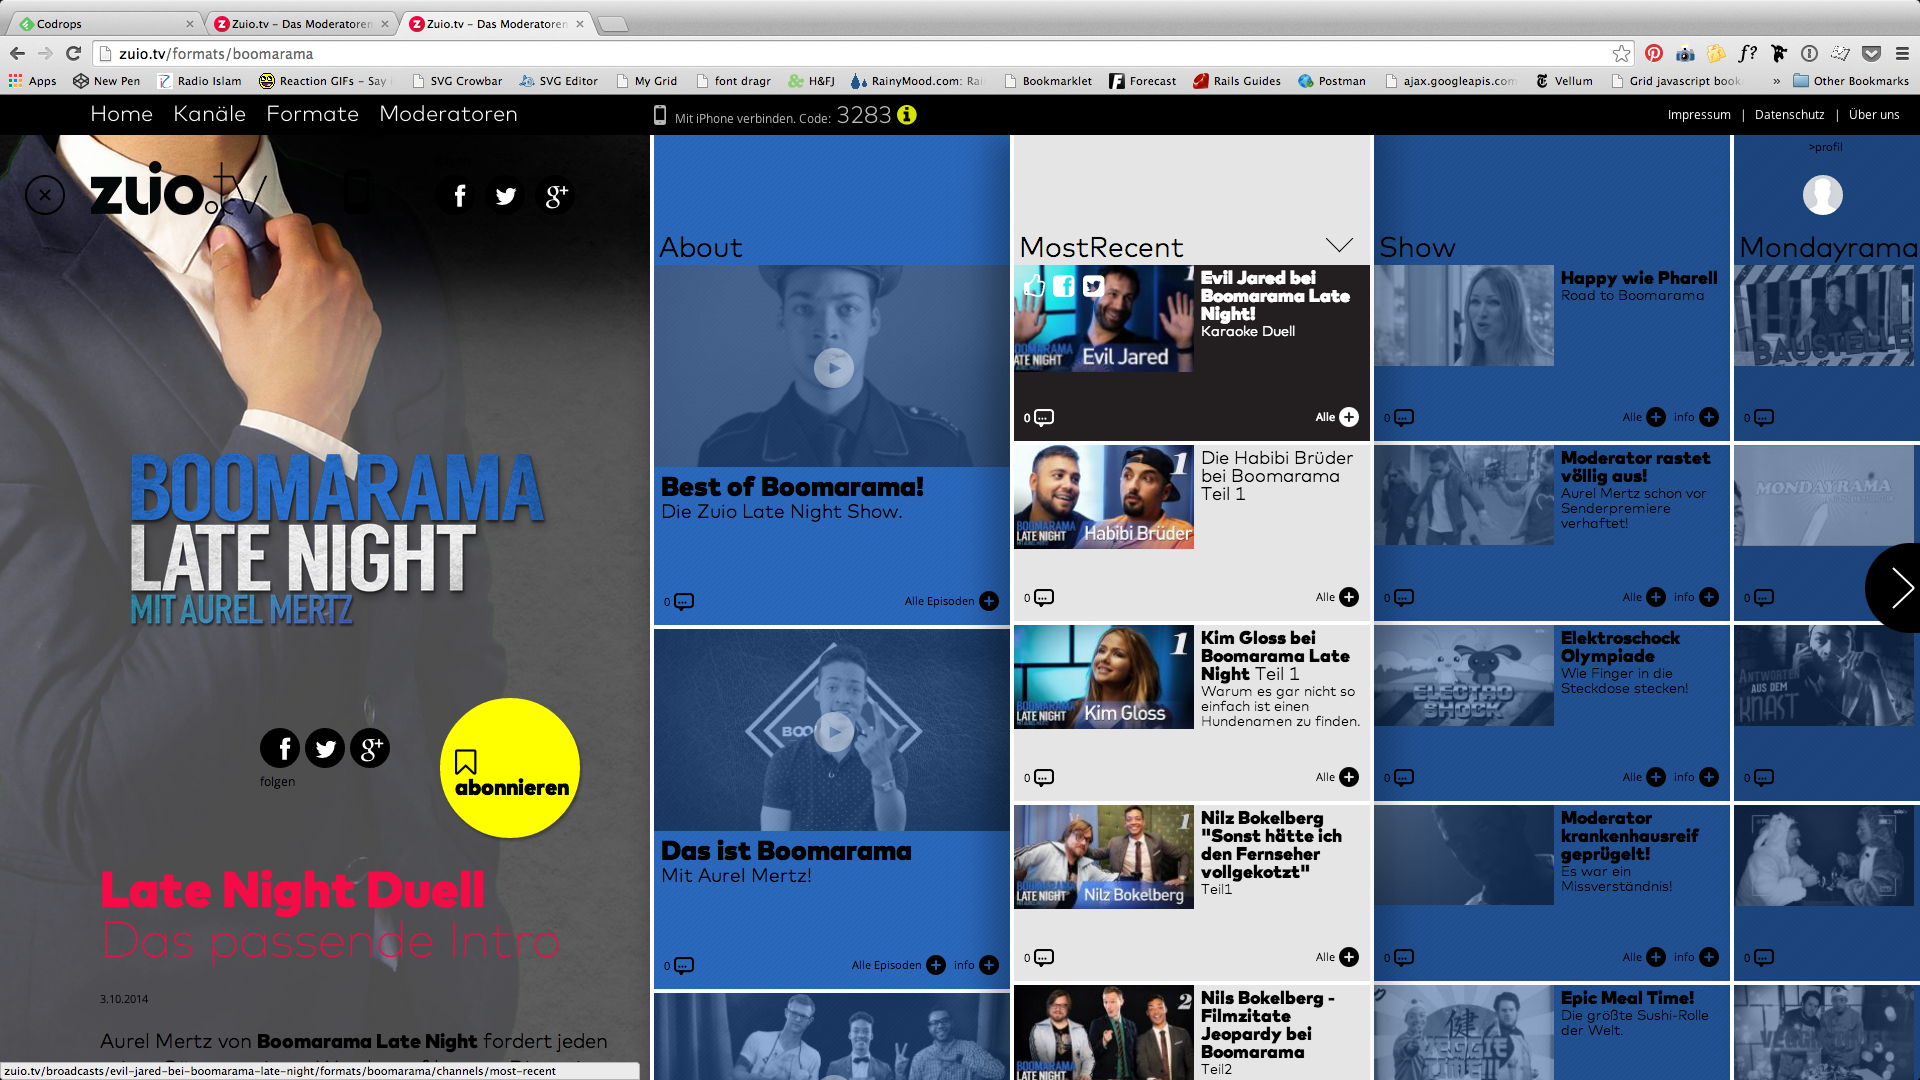 Codrops
Zuio.tv – Das Moderatoren
Zuio.tv – Das Moderatoren
zuio.tv/formats/boomarama
Apps
New Pen
Radio Islam
Reaction GIFs – Say
SVG Crowbar
SVG Editor
My Grid
font dragr
H&FJ
RainyMood.com: Rai
Bookmarklet
Forecast
Rails Guides
Postman
ajax.googleapis.com
Vellum
Grid javascript book
»
Other Bookmarks
Home
Kanäle
Formate
Moderatoren
Mit iPhone verbinden. Code: 3283
Impressum | Datenschutz | Über uns
zuio.tv
BOOMARAMA
LATE NIGHT
MIT AUREL MERTZ
folgen
abonnieren
Late Night Duell
Das passende Intro
3.10.2014
Aurel Mertz von Boomarama Late Night fordert jeden
zuio.tv/broadcasts/evil-jared-bei-boomarama-late-night/formats/boomarama/channels/most-recent
About
Best of Boomarama!
Die Zuio Late Night Show.
0
Alle Episoden
BOO
Das ist Boomarama
Mit Aurel Mertz!
0
Alle Episoden
info
MostRecent
1
BOOMARAMA
LATE NIGHT
Evil Jared
Evil Jared bei
Boomarama Late
Night!
Karaoke Duell
0
Alle
1
BOOMARAMA
LATE NIGHT
Habibi Brüder
Die Habibi Brüder
bei Boomarama
Teil 1
0
Alle
1
BOOMARAMA
LATE NIGHT
Kim Gloss
Kim Gloss bei
Boomarama Late
Night Teil 1
Warum es gar nicht so
einfach ist einen
Hundenamen zu finden.
0
Alle
1
BOOMARAMA
LATE NIGHT
Nilz Bokelberg
Nilz Bokelberg
"Sonst hätte ich
den Fernseher
vollgekotzt"
Teil1
0
Alle
2
BOOMARAMA
LATE NIGHT
Nils Bokelberg -
Filmzitate
Jeopardy bei
Boomarama
Teil2
Show
Happy wie Pharell
Road to Boomarama
0
Alle
info
Moderator rastet
völlig aus!
Aurel Mertz schon vor
Senderpremiere
verhaftet!
0
Alle
info
ELECTRO
SHOCK
Elektroschock
Olympiade
Wie Finger in die
Steckdose stecken!
0
Alle
info
Moderator
krankenhausreif
geprügelt!
Es war ein
Missverständnis!
0
Alle
info
健
VEGGIE
TIME!
Epic Meal Time!
Die größte Sushi-Rolle
der Welt.
>profil
Mondayrama
BAUSTELLE
0
MONDAYRAMA
0
ANTWORTEN
AUS DEM
KNAST
0
0